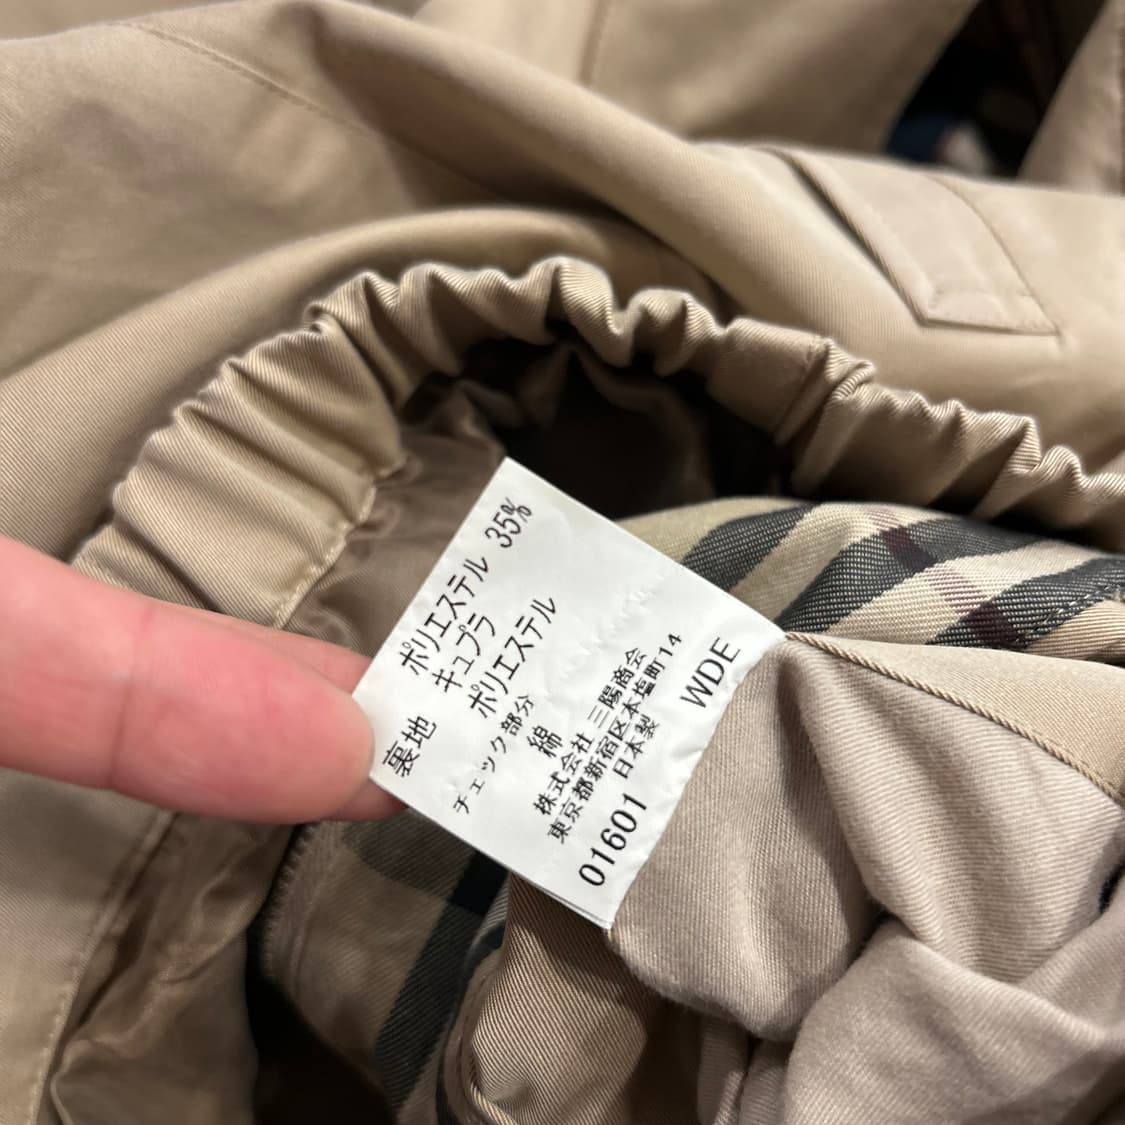 ポリエステル 35%
キュプラ
裏地 ポリエステル
チェック部分
綿
株式会社 三陽商会
東京都新宿区本塩町14
日本製
01601 WDE